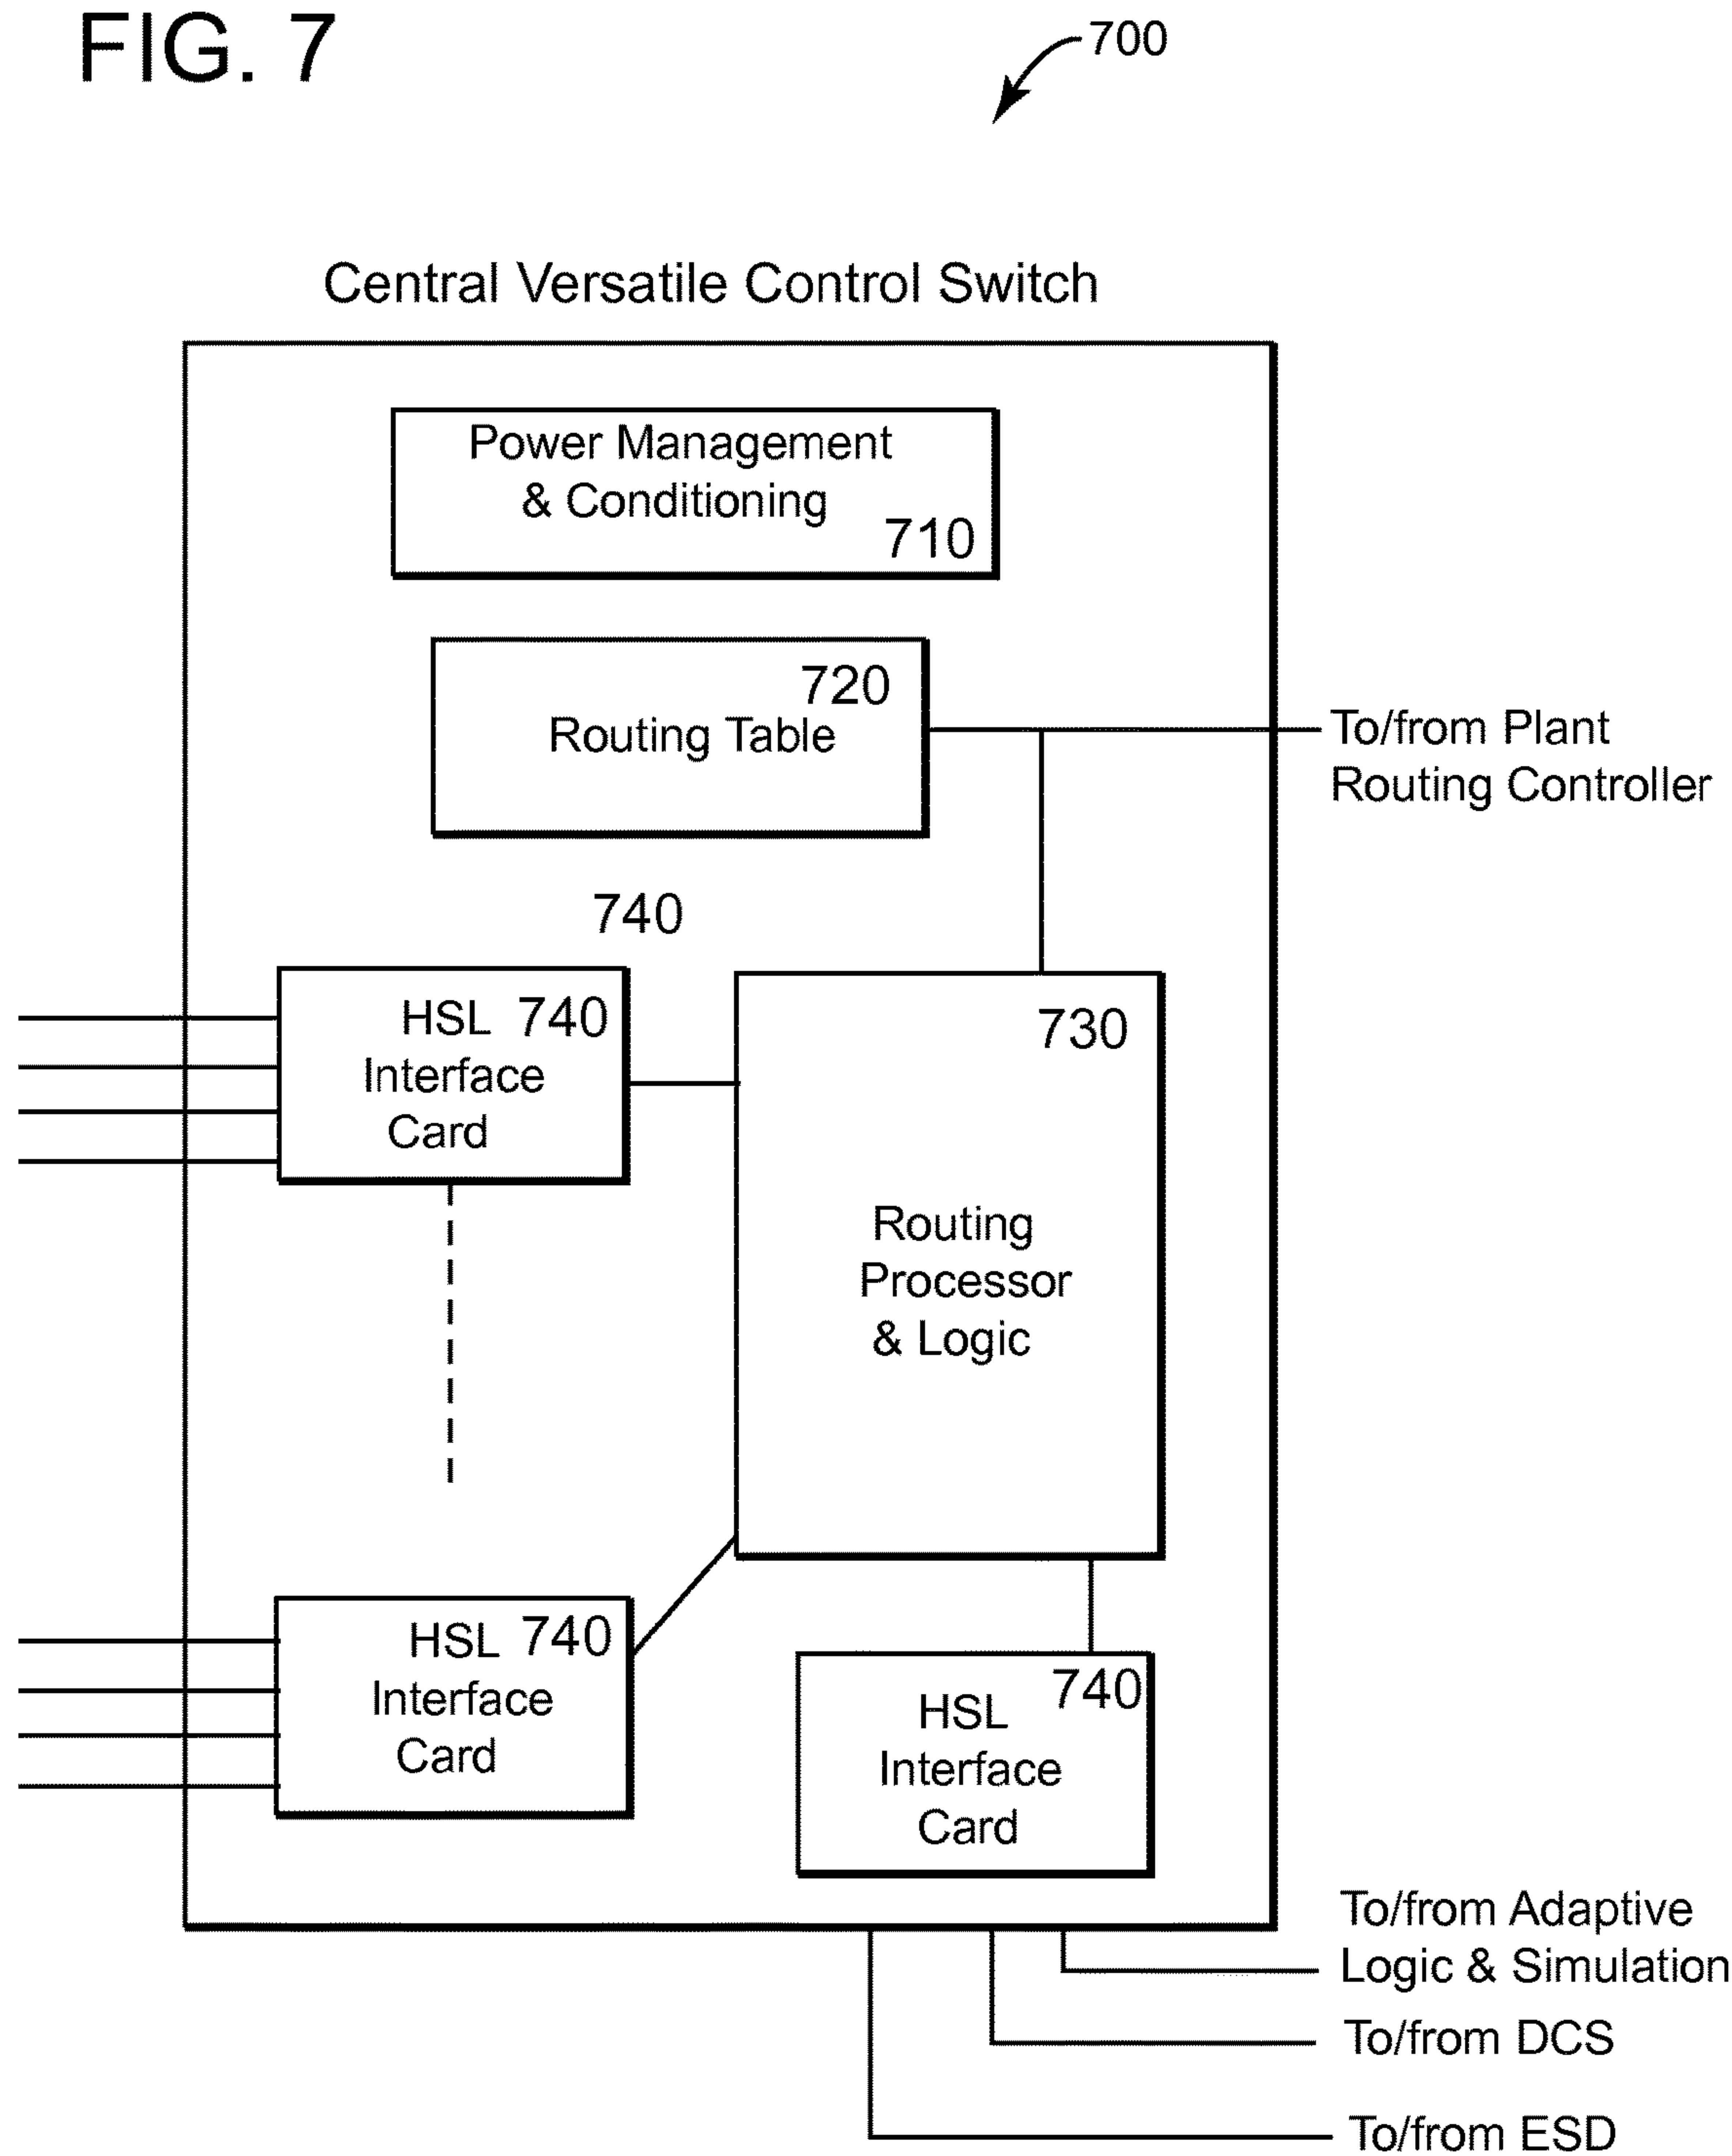 FIG. 7
700
Central Versatile Control Switch
Power Management
& Conditioning
710
720
Routing Table
To/from Plant
Routing Controller
740
HSL 740
Interface
Card
730
Routing
Processor
& Logic
HSL 740
Interface
Card
740
HSL
Interface
Card
To/from Adaptive
Logic & Simulation
To/from DCS
To/from ESD